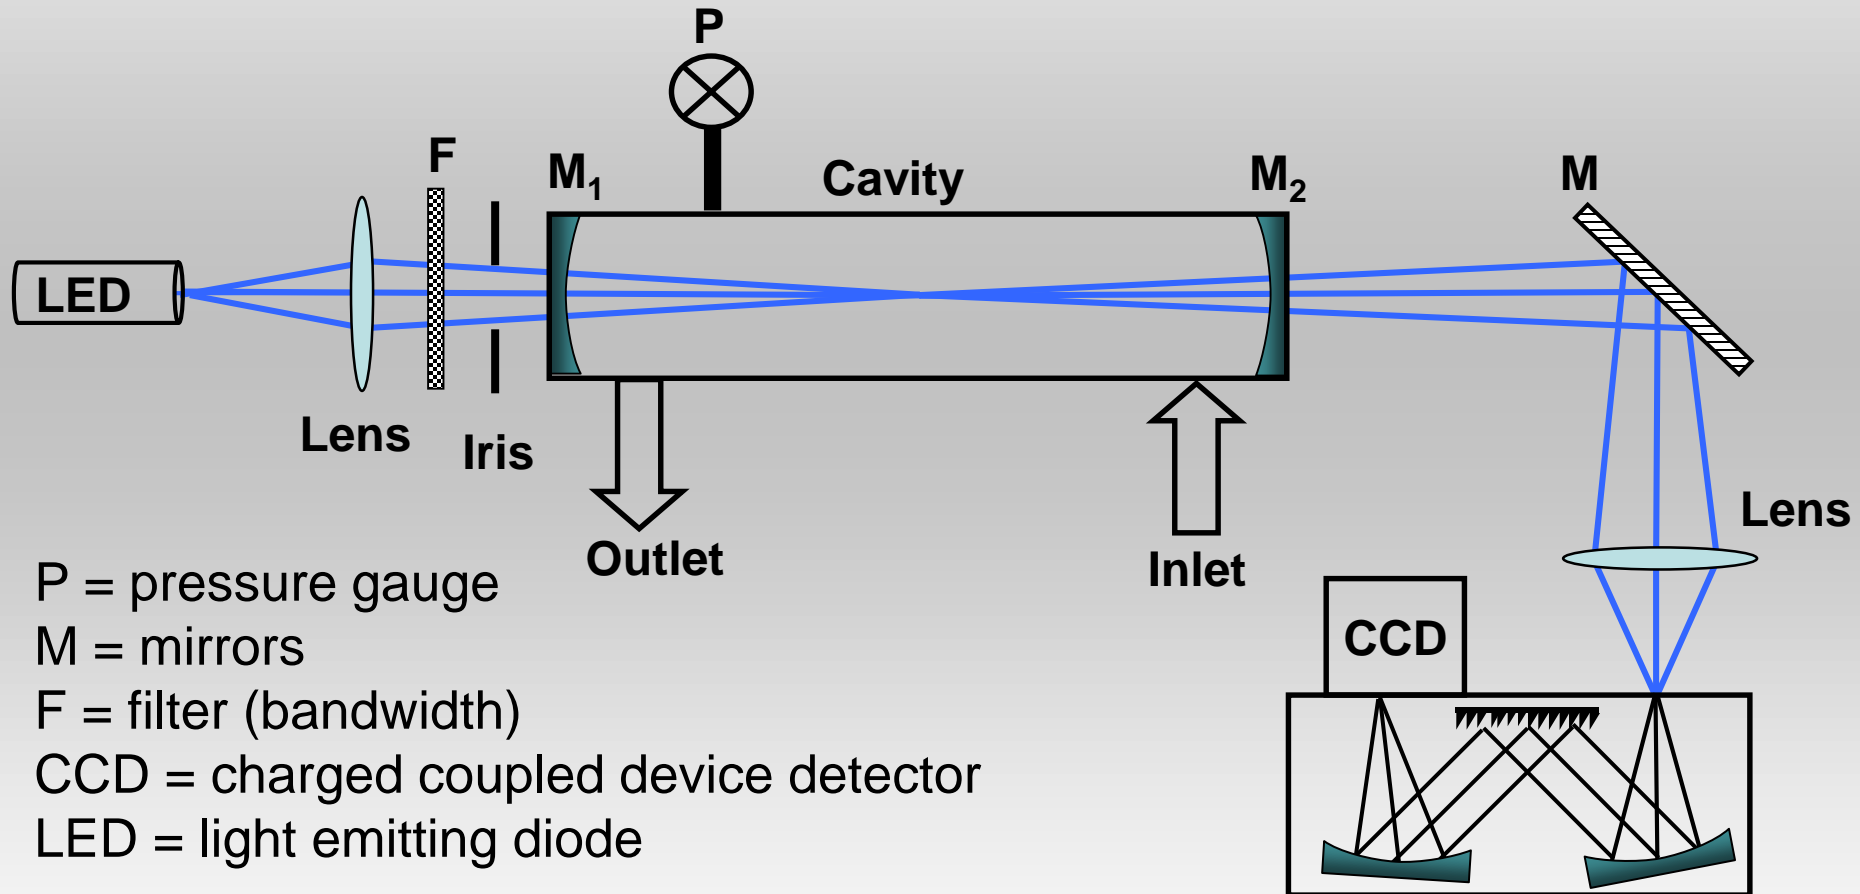 P
F
M₁
Cavity
M₂
M
LED
Lens
Iris
Outlet
Inlet
Lens
CCD
P = pressure gauge
M = mirrors
F = filter (bandwidth)
CCD = charged coupled device detector
LED = light emitting diode